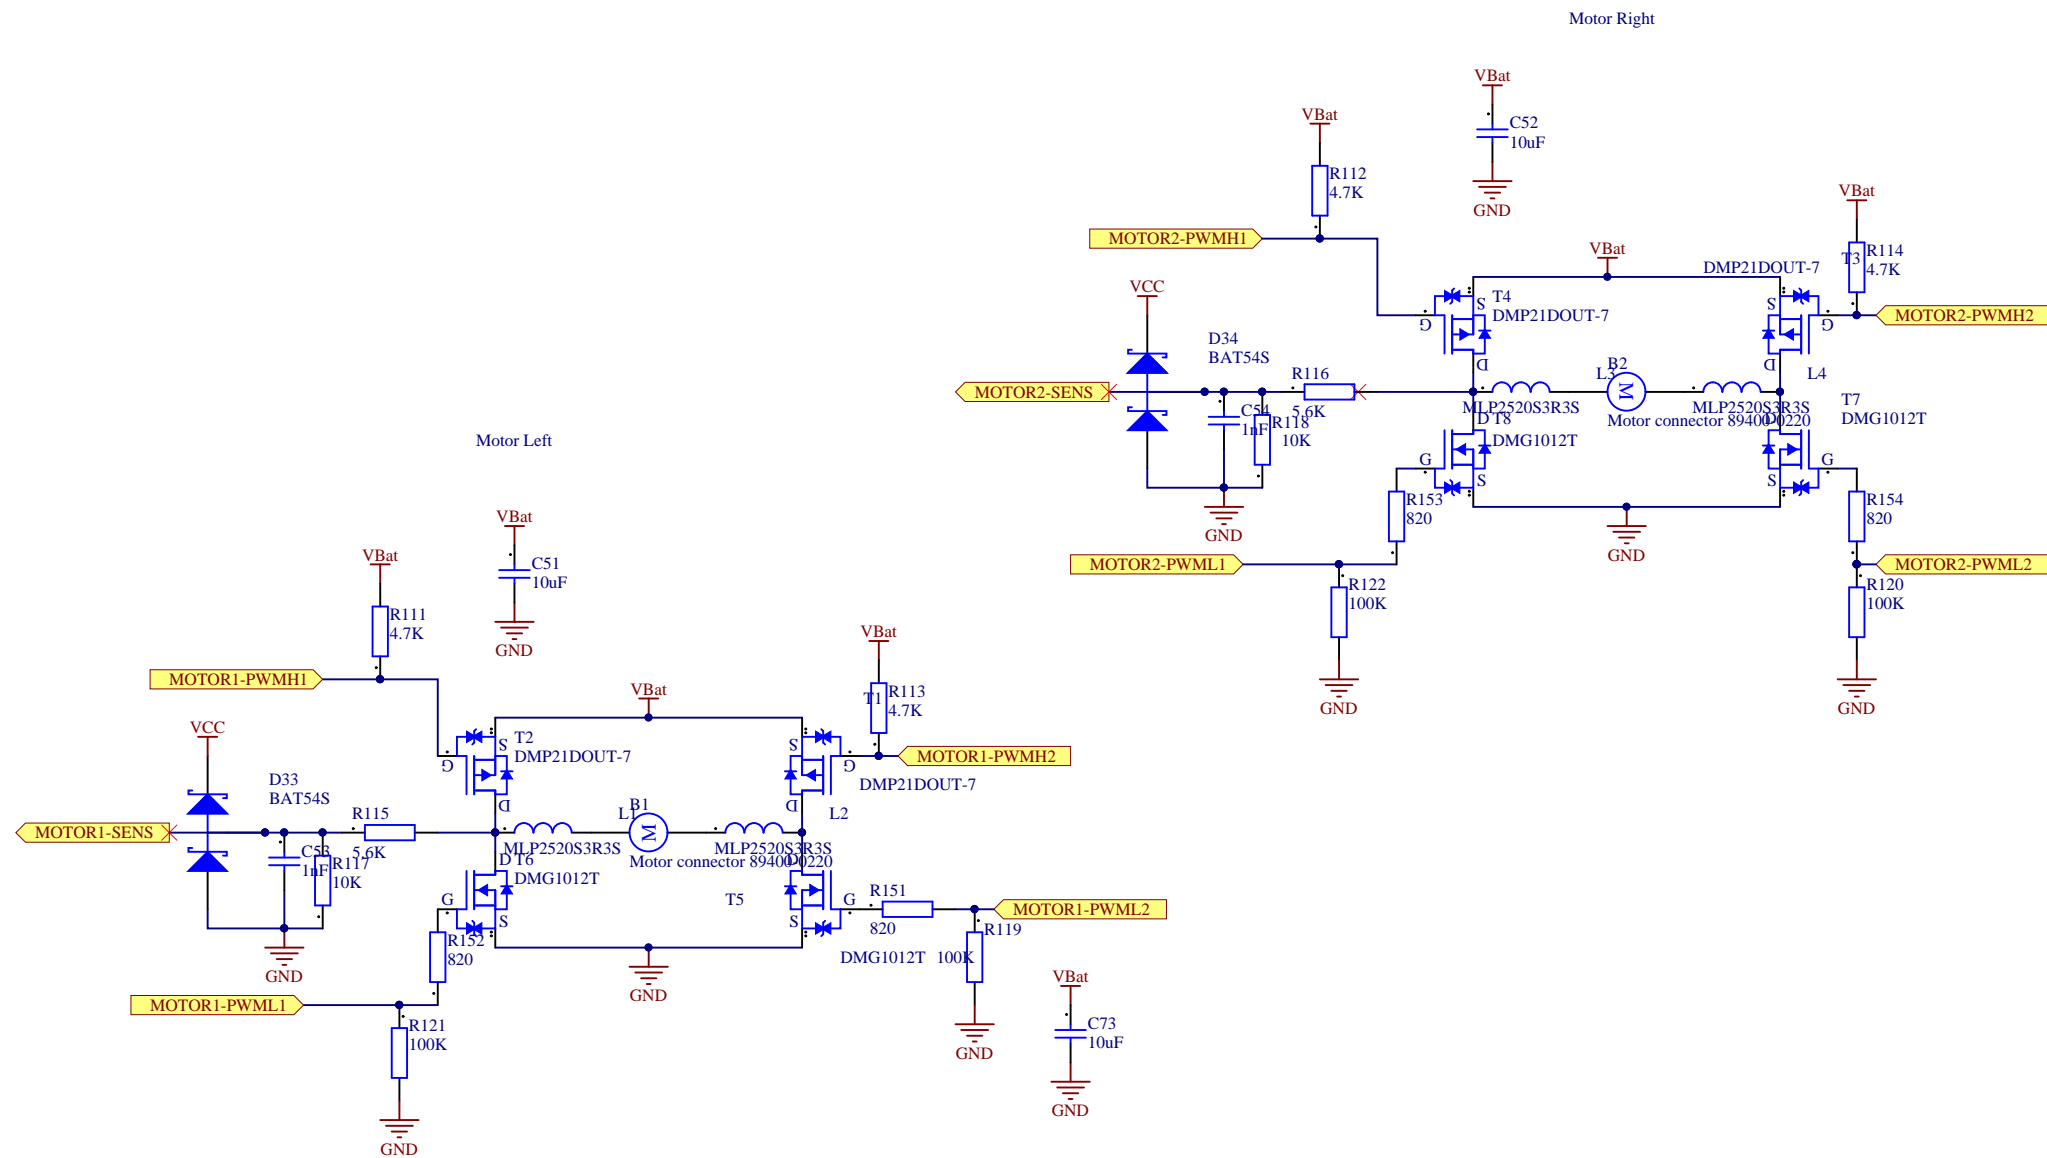 Motor Right
VBat
C52
10uF
GND
VBat
R112
4.7K
MOTOR2-PWMH1
VBat
R114
4.7K
T3
MOTOR2-PWMH2
VBat
DMP21DOUT-7
S
T4
DMP21DOUT-7
G
D
S
G
D
VCC
D34
BAT54S
MOTOR2-SENS
R116
5.6K
C54
1nF
R118
10K
GND
B2
L3
M
L4
MLP2520S3R3S
MLP2520S3R3S
Motor connector 89400-0220
T7
DMG1012T
D
T8
DMG1012T
G
S
D
G
S
R153
820
R154
820
GND
MOTOR2-PWML1
MOTOR2-PWML2
R122
100K
GND
R120
100K
GND
Motor Left
VBat
C51
10uF
GND
VBat
R111
4.7K
MOTOR1-PWMH1
VBat
R113
4.7K
T1
MOTOR1-PWMH2
VBat
S
T2
DMP21DOUT-7
G
D
S
G
DMP21DOUT-7
D
VCC
D33
BAT54S
MOTOR1-SENS
R115
5.6K
C53
1nF
R117
10K
GND
B1
L1
M
L2
MLP2520S3R3S
MLP2520S3R3S
Motor connector 89400-0220
D
T6
DMG1012T
G
S
T5
D
G
S
R151
820
MOTOR1-PWML2
R119
DMG1012T
100K
GND
R152
820
GND
MOTOR1-PWML1
R121
100K
GND
VBat
C73
10uF
GND